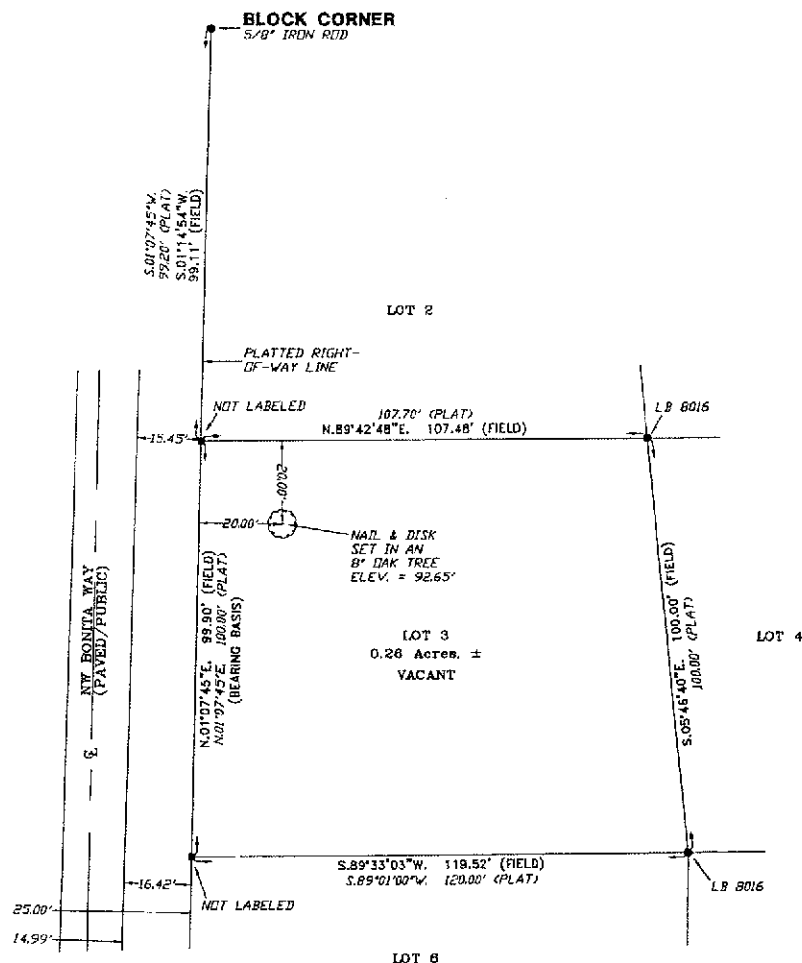 BLOCK CORNER
5/8" IRON ROD
S.01°07'45"W.
99.20' (PLAT)
S.01°14'54"W.
99.11' (FIELD)
LOT 2
PLATTED RIGHT-
OF-WAY LINE
NOT LABELED
107.70' (PLAT)
N.89°42'48"E. 107.48' (FIELD)
LB 8016
15.45'
20.00'
20.00'
NAIL & DISK
SET IN AN
8" OAK TREE
ELEV. = 92.65'
NW BONITA WAY
(PAVED/PUBLIC)
N.01°07'45"E. 99.90' (FIELD)
N.01°07'45"E. 100.00' (PLAT)
(BEARING BASIS)
LOT 3
0.26 Acres. ±
VACANT
S.05°46'40"E. 100.00' (FIELD)
100.00' (PLAT)
LOT 4
℄
S.89°33'03"W. 119.52' (FIELD)
S.89°01'00"W. 120.00' (PLAT)
16.42'
NOT LABELED
LB 8016
25.00'
14.99'
LOT 6